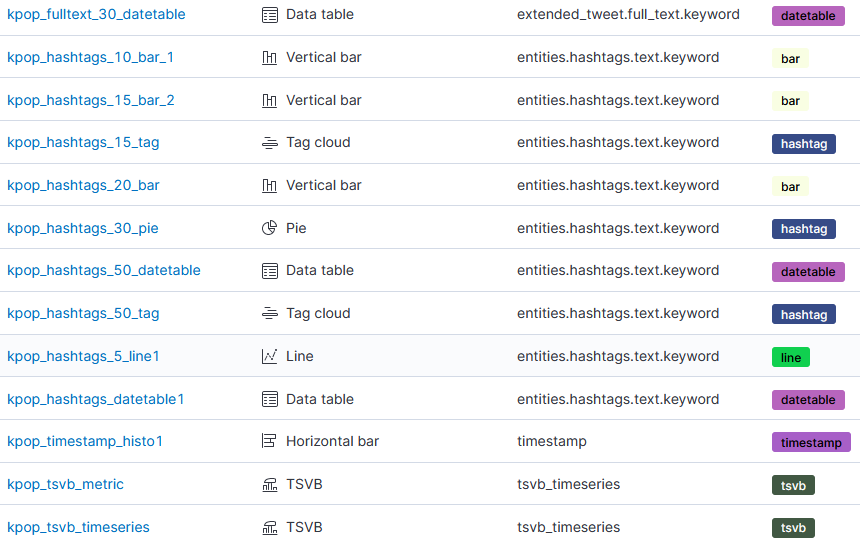 kpop_fulltext_30_datetable Data table extended_tweet.full_text.keyword datetable
kpop_hashtags_10_bar_1 Vertical bar entities.hashtags.text.keyword bar
kpop_hashtags_15_bar_2 Vertical bar entities.hashtags.text.keyword bar
kpop_hashtags_15_tag Tag cloud entities.hashtags.text.keyword hashtag
kpop_hashtags_20_bar Vertical bar entities.hashtags.text.keyword bar
kpop_hashtags_30_pie Pie entities.hashtags.text.keyword hashtag
kpop_hashtags_50_datetable Data table entities.hashtags.text.keyword datetable
kpop_hashtags_50_tag Tag cloud entities.hashtags.text.keyword hashtag
kpop_hashtags_5_line1 Line entities.hashtags.text.keyword line
kpop_hashtags_datetable1 Data table entities.hashtags.text.keyword datetable
kpop_timestamp_histo1 Horizontal bar timestamp timestamp
kpop_tsvb_metric TSVB tsvb_timeseries tsvb
kpop_tsvb_timeseries TSVB tsvb_timeseries tsvb